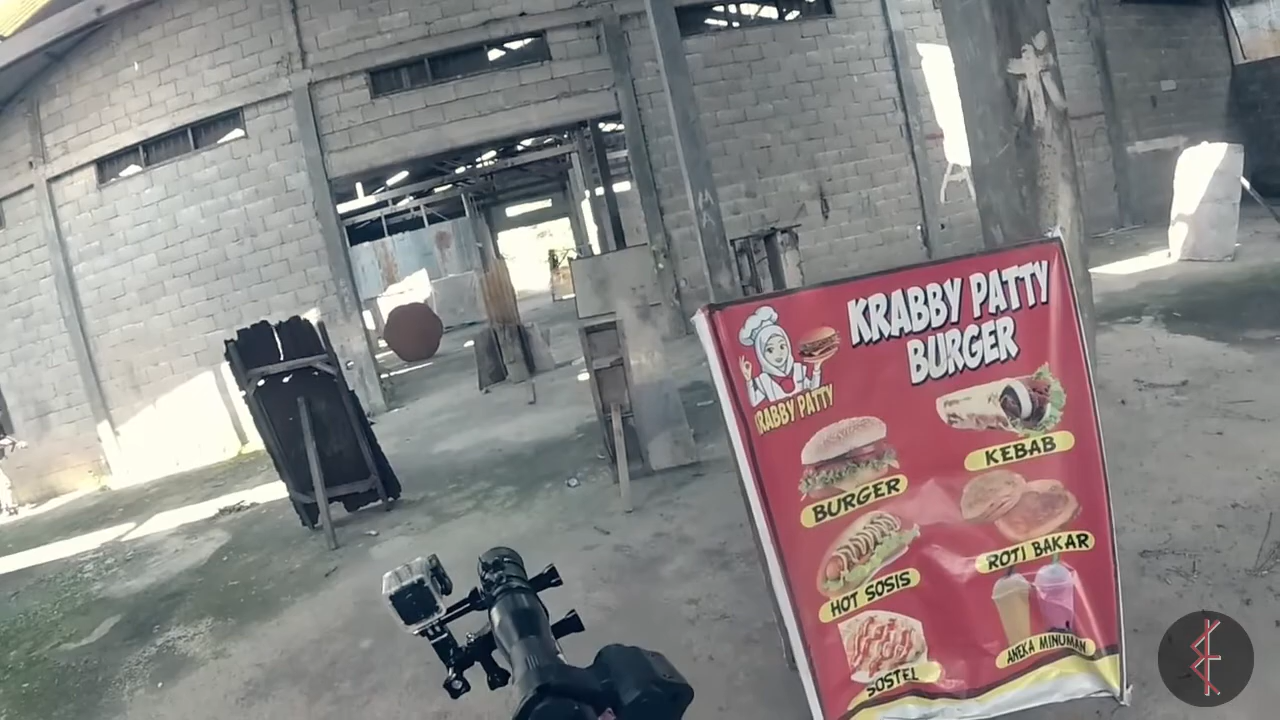 KRABBY PATTY
BURGER
KRABBY PATTY
BURGER
KEBAB
HOT SOSIS
ROTI BAKAR
SOSTEL
ANEKA MINUMAN